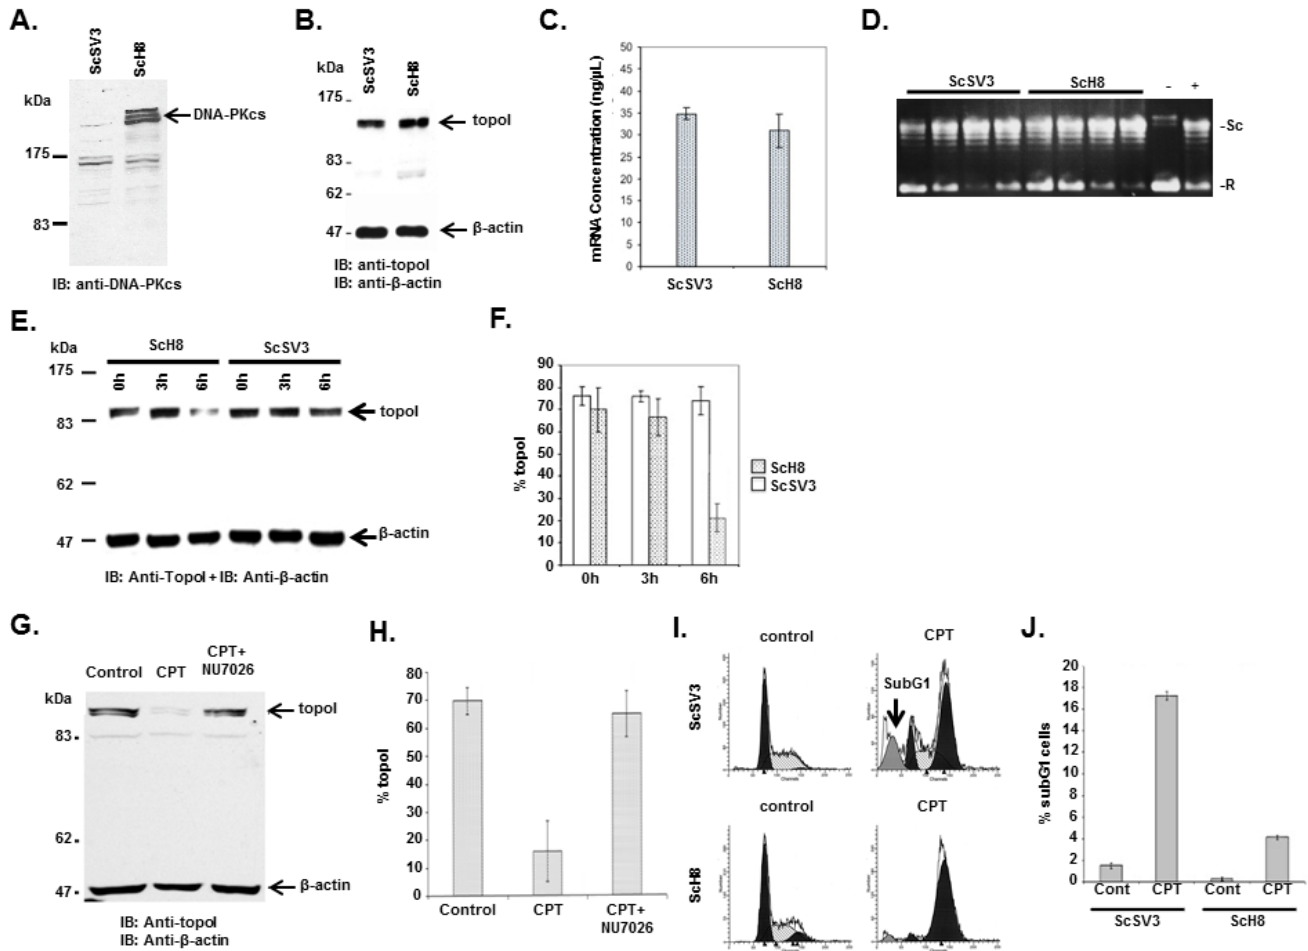 A.
ScSV3
ScH8
kDa
175
83
DNA-PKcs
IB: anti-DNA-PKcs
B.
kDa
ScSV3
ScH8
175
83
62
47
topoI
β-actin
IB: anti-topoI
IB: anti-β-actin
C.
mRNA Concentration (ng/µL)
50
45
40
35
30
25
20
15
10
5
0
ScSV3 ScH8
D.
ScSV3 ScH8 - +
-Sc
-R
E.
kDa
ScH8 ScSV3
0h 3h 6h 0h 3h 6h
175
83
62
47
topoI
β-actin
IB: Anti-TopoI + IB: Anti-β-actin
F.
% topoI
90
80
70
60
50
40
30
20
10
0
0h 3h 6h
ScH8
ScSV3
G.
Control CPT CPT+
NU7026
kDa
83
62
47
topoI
β-actin
IB: Anti-topoI
IB: Anti-β-actin
H.
% topoI
80
70
60
50
40
30
20
10
0
Control CPT CPT+
NU7026
I.
control CPT
ScSV3
SubG1
Number
Channels
control CPT
ScH8
J.
% subG1 cells
20
18
16
14
12
10
8
6
4
2
0
Cont CPT Cont CPT
ScSV3 ScH8